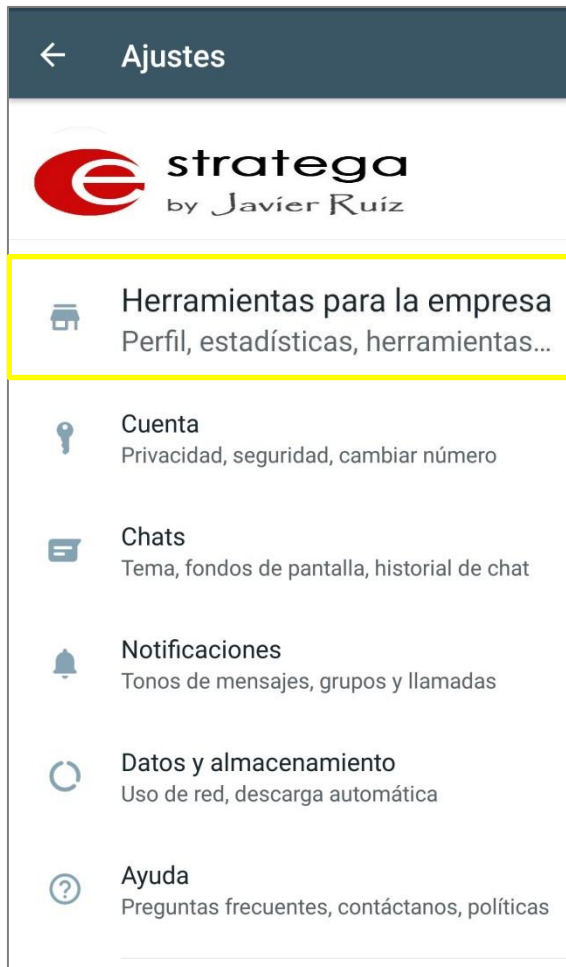 Ajustes
stratega
by Javier Ruíz
Herramientas para la empresa
Perfil, estadísticas, herramientas...
Cuenta
Privacidad, seguridad, cambiar número
Chats
Tema, fondos de pantalla, historial de chat
Notificaciones
Tonos de mensajes, grupos y llamadas
Datos y almacenamiento
Uso de red, descarga automática
Ayuda
Preguntas frecuentes, contáctanos, políticas